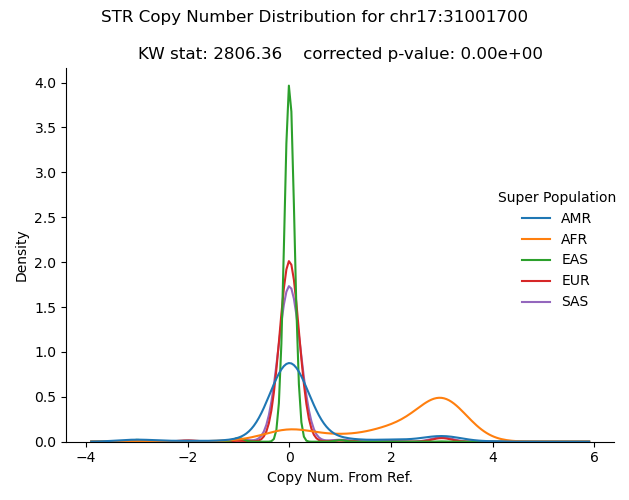 STR Copy Number Distribution for chr17:31001700
KW stat: 2806.36    corrected p-value: 0.00e+00
4.0
3.5
3.0
2.5
2.0
1.5
1.0
0.5
0.0
Density
Super Population
AMR
AFR
EAS
EUR
SAS
−4
−2
0
2
4
6
Copy Num. From Ref.